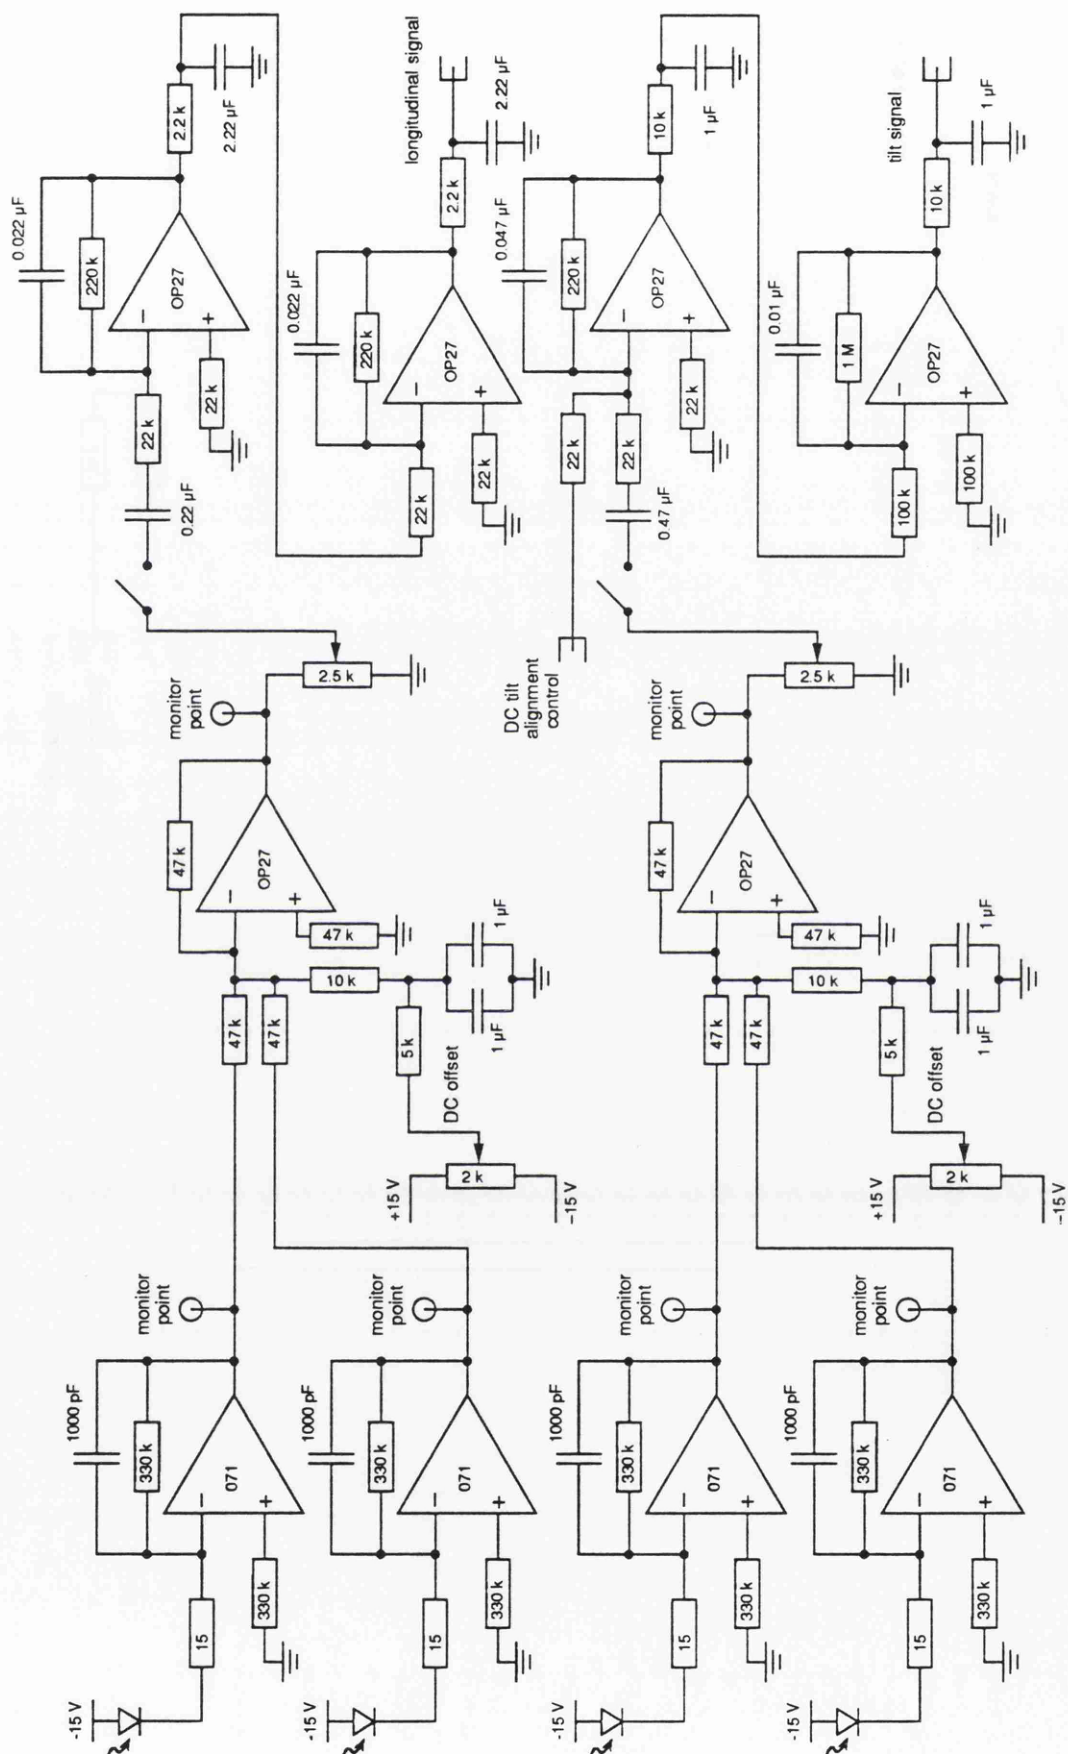 0.022 µF
220 k
OP27
−
+
2.2 k
2.22 µF
22 k
22 k
0.22 µF
longitudinal signal
2.2 k
2.22 µF
0.022 µF
220 k
OP27
−
+
22 k
22 k
0.047 µF
220 k
OP27
−
+
10 k
1 µF
22 k
22 k
22 k
0.47 µF
tilt signal
10 k
1 µF
0.01 µF
1 M
OP27
−
+
100 k
100 k
DC tilt
alignment
control
monitor
point
2.5 k
47 k
OP27
−
+
47 k
47 k
47 k
10 k
1 µF
1 µF
5 k
DC offset
2 k
+15 V
−15 V
monitor
point
2.5 k
47 k
OP27
−
+
47 k
47 k
47 k
10 k
1 µF
1 µF
5 k
DC offset
2 k
+15 V
−15 V
monitor
point
1000 pF
330 k
071
−
+
330 k
15
-15 V
monitor
point
1000 pF
330 k
071
−
+
330 k
15
-15 V
monitor
point
1000 pF
330 k
071
−
+
330 k
15
-15 V
monitor
point
1000 pF
330 k
071
−
+
330 k
15
-15 V